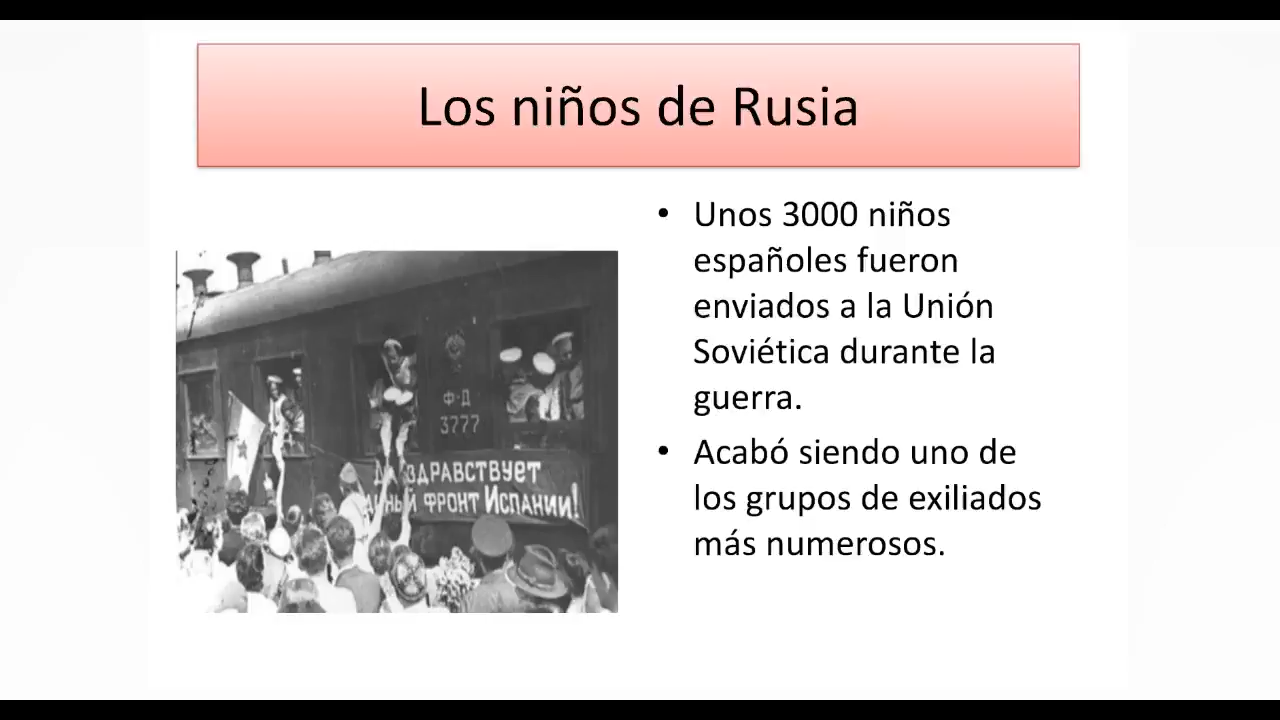 Los niños de Rusia
• Unos 3000 niños
españoles fueron
enviados a la Unión
Soviética durante la
guerra.
• Acabó siendo uno de
los grupos de exiliados
más numerosos.
Ф·Д
3777
ЗДРАВСТВУЕТ
ФРОНТ ИСПАНИИ!